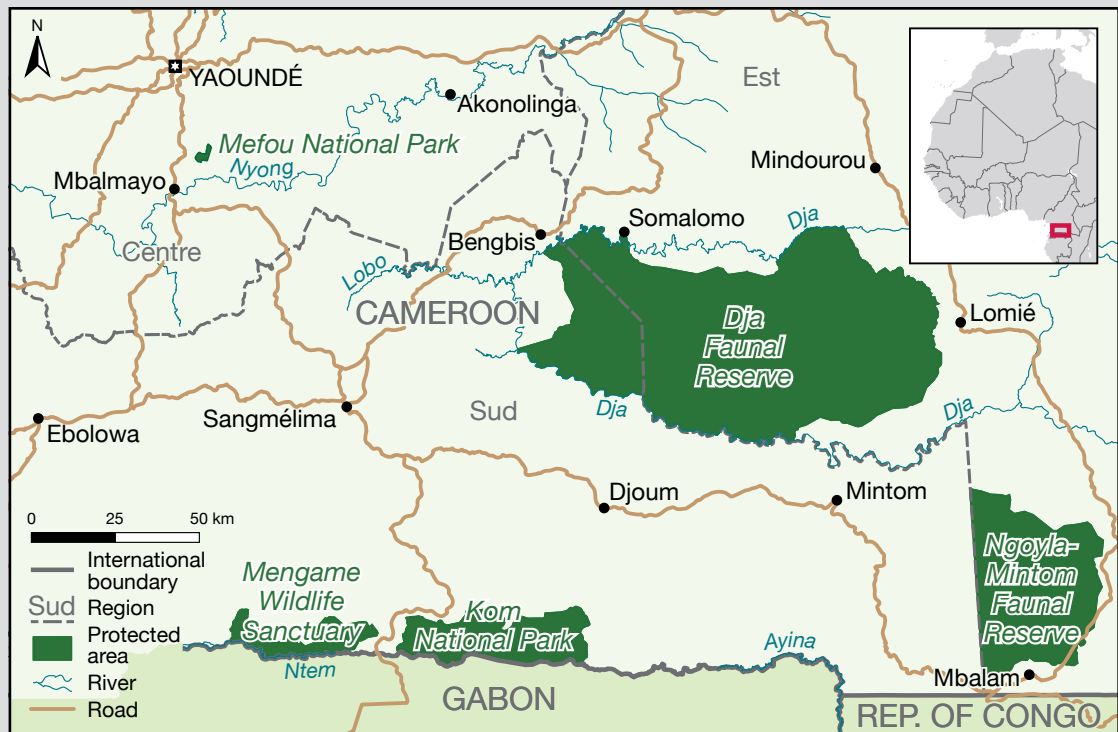 N
YAOUNDÉ
Akonolinga
Est
Mefou National Park
Nyong
Mbalmayo
Mindourou
Centre
Somalomo
Dja
Bengbis
Lobo
CAMEROON
Lomié
Dja
Faunal
Reserve
Dja
Sud
Dja
Sangmélima
Ebolowa
Djoum
Mintom
0 25 50 km
International
boundary
Sud Region
Protected
area
River
Road
Mengame
Wildlife
Sanctuary
Kom
National Park
Ngoyla-
Mintom
Faunal
Reserve
Ntem
Ayina
Mbalam
GABON
REP. OF CONGO